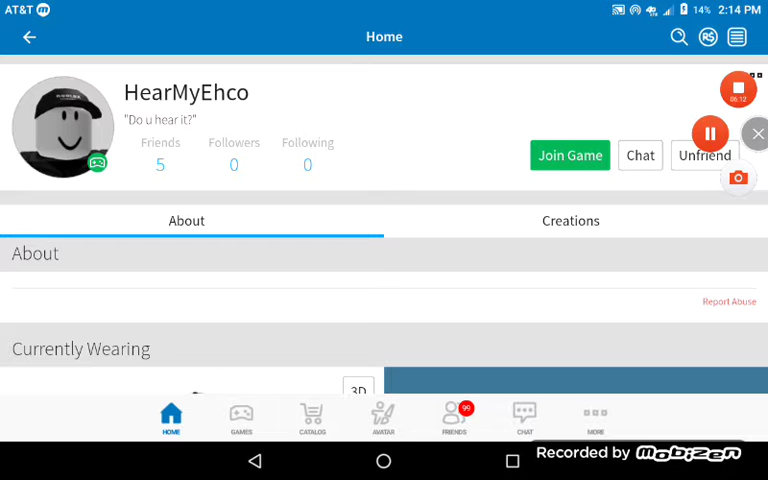 AT&T
14% 2:14 PM
Home
R$
HearMyEhco
"Do u hear it?"
Friends Followers Following
5 0 0
Join Game Chat Unfriend
06:12
About Creations
About
Report Abuse
Currently Wearing
3D
99
HOME GAMES CATALOG AVATAR FRIENDS CHAT MORE
Recorded by mobizen